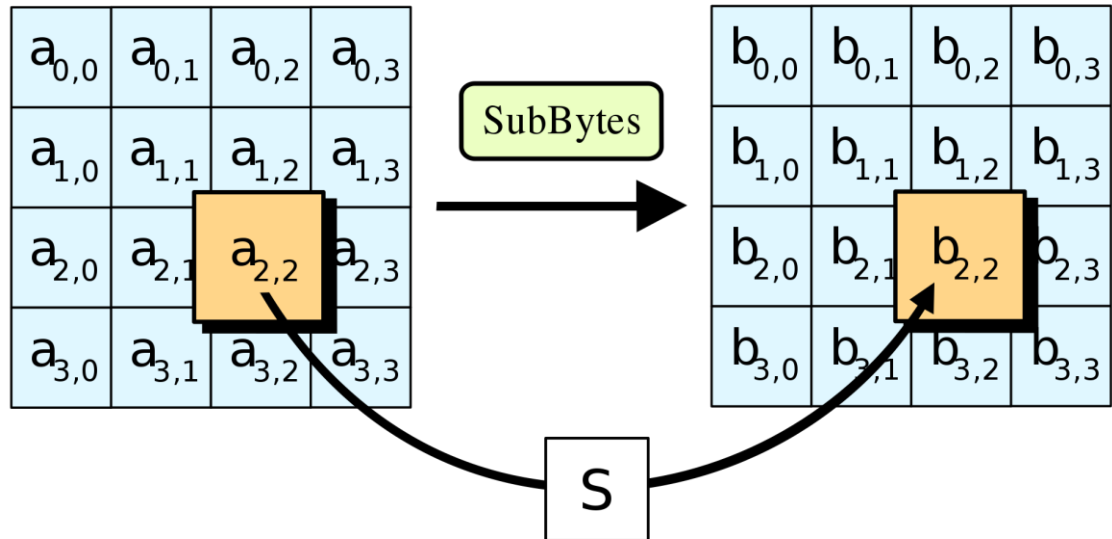 a0,0 a0,1 a0,2 a0,3
b0,0 b0,1 b0,2 b0,3
SubBytes
a1,0 a1,1 a1,2 a1,3
b1,0 b1,1 b1,2 b1,3
a2,0 a2,1 a2,2 a2,3
b2,0 b2,1 b2,2 b2,3
a3,0 a3,1 a3,2 a3,3
b3,0 b3,1 b3,2 b3,3
S